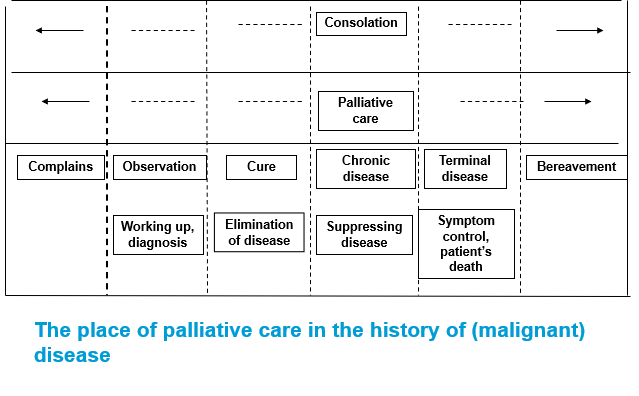 Consolation
Palliative
care
Complains
Observation
Cure
Chronic
disease
Terminal
disease
Bereavement
Working up,
diagnosis
Elimination
of disease
Suppressing
disease
Symptom
control,
patient's
death
The place of palliative care in the history of (malignant)
disease